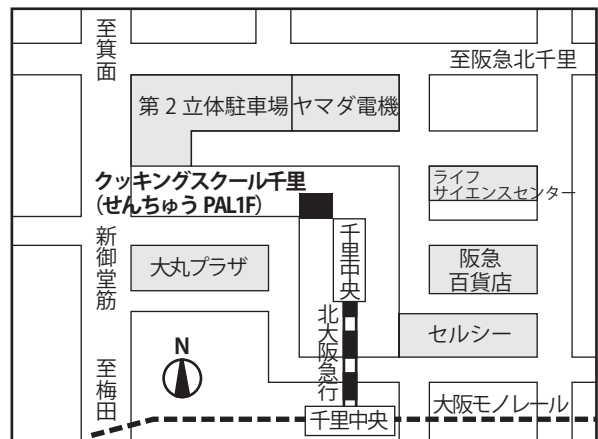 至箕面
至阪急北千里
第2立体駐車場
ヤマダ電機
クッキングスクール千里
（せんちゅう PAL1F）
ライフ
サイエンスセンター
新御堂筋
千里中央
大丸プラザ
阪急
百貨店
北大阪急行
セルシー
N
至梅田
大阪モノレール
千里中央